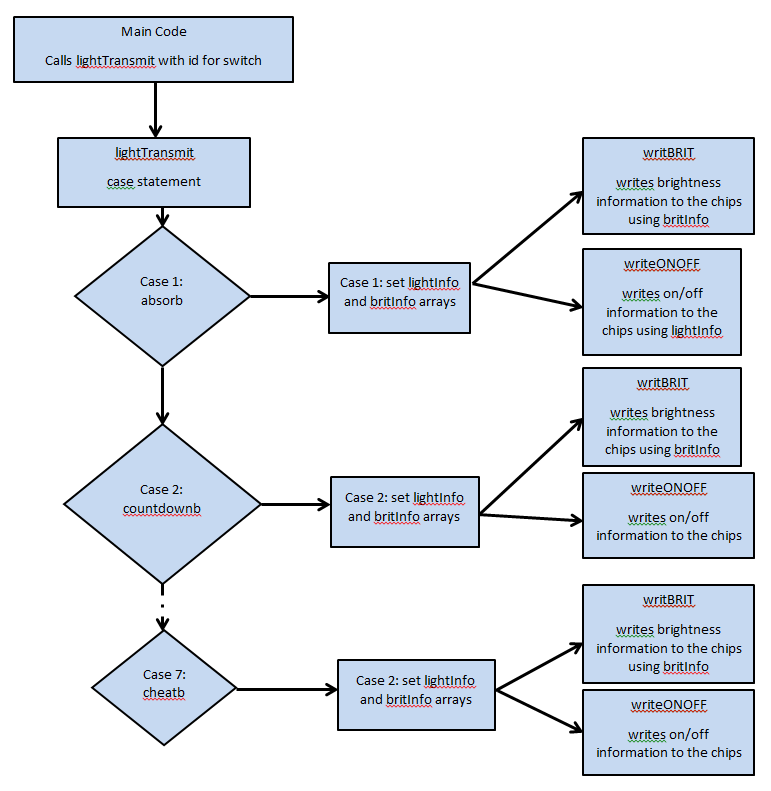 Main Code
Calls lightTransmit with id for switch
lightTransmit
case statement
Case 1:
absorb
Case 1: set lightInfo
and britInfo arrays
writBRIT
writes brightness
information to the chips
using britInfo
writeONOFF
writes on/off
information to the
chips using lightInfo
Case 2:
countdownb
Case 2: set lightInfo
and britInfo arrays
writBRIT
writes brightness
information to the
chips using britInfo
writeONOFF
writes on/off
information to the chips
Case 7:
cheatb
Case 2: set lightInfo
and britInfo arrays
writBRIT
writes brightness
information to the chips
using britInfo
writeONOFF
writes on/off
information to the chips